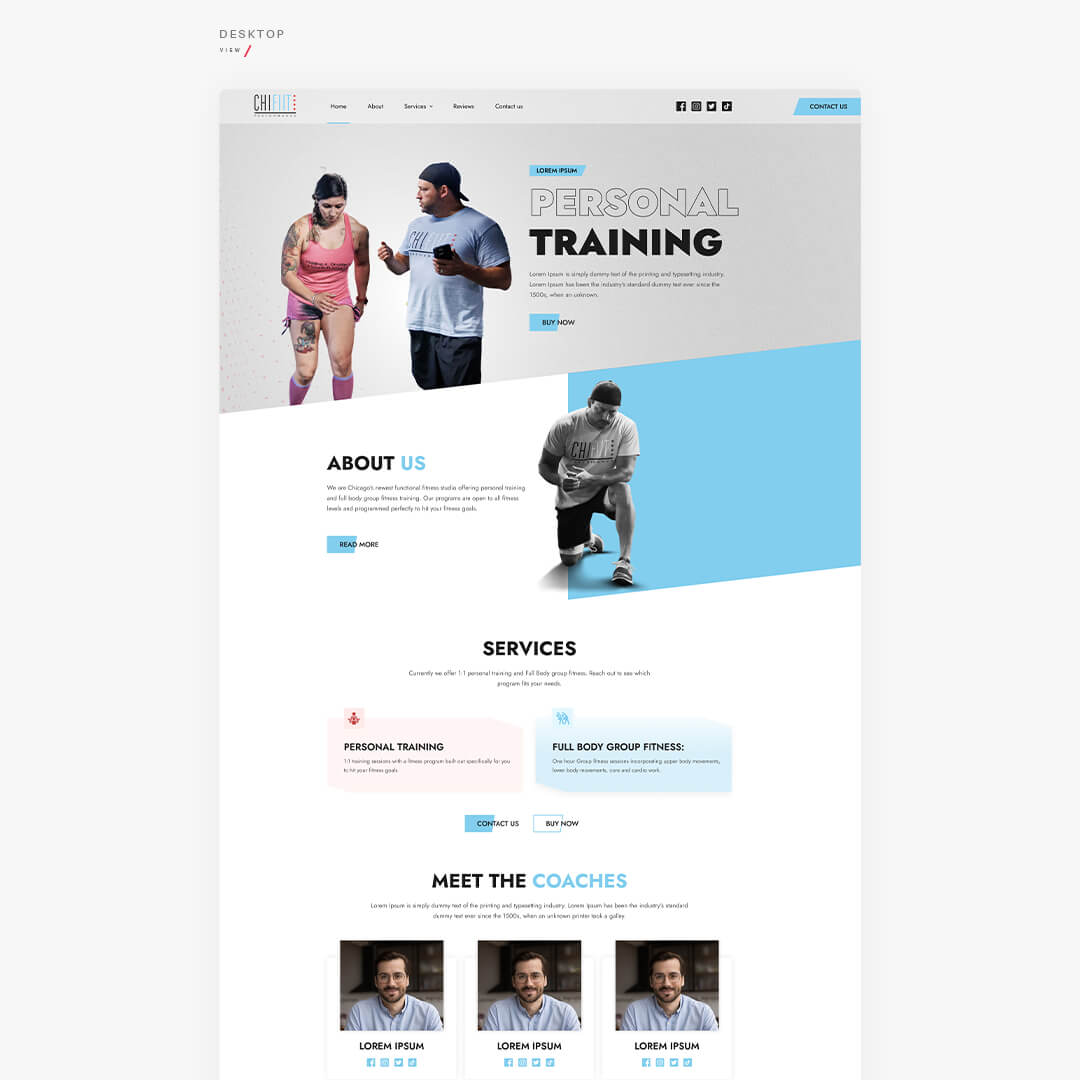 DESKTOP
VIEW
CHIFIIT
PERFORMANCE
Home
About
Services
Reviews
Contact us
CONTACT US
LOREM IPSUM
PERSONAL
TRAINING
Lorem Ipsum is simply dummy text of the printing and typesetting industry.
Lorem Ipsum has been the industry's standard dummy text ever since the
1500s, when an unknown.
BUY NOW
ABOUT US
We are Chicago's newest functional fitness studio offering personal training
and full body group fitness training. Our programs are open to all fitness
levels and programmed perfectly to hit your fitness goals.
READ MORE
SERVICES
Currently we offer 1:1 personal training and Full Body group fitness. Reach out to see which
program fits your needs.
PERSONAL TRAINING
1:1 training sessions with a fitness program built out specifically for you
to hit your fitness goals
FULL BODY GROUP FITNESS:
One hour Group fitness sessions incorporating upper body movements,
lower body movements, core and cardio work.
CONTACT US
BUY NOW
MEET THE COACHES
Lorem Ipsum is simply dummy text of the printing and typesetting industry. Lorem Ipsum has been the industry's standard
dummy text ever since the 1500s, when an unknown printer took a galley.
LOREM IPSUM
LOREM IPSUM
LOREM IPSUM